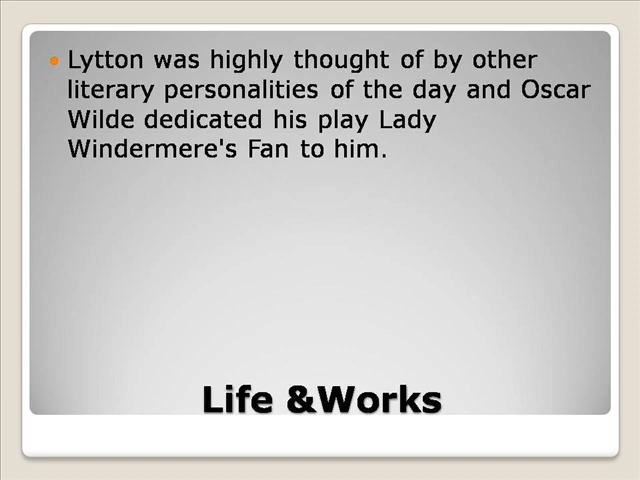 Lytton was highly thought of by other
literary personalities of the day and Oscar
Wilde dedicated his play Lady
Windermere's Fan to him.
Life &Works